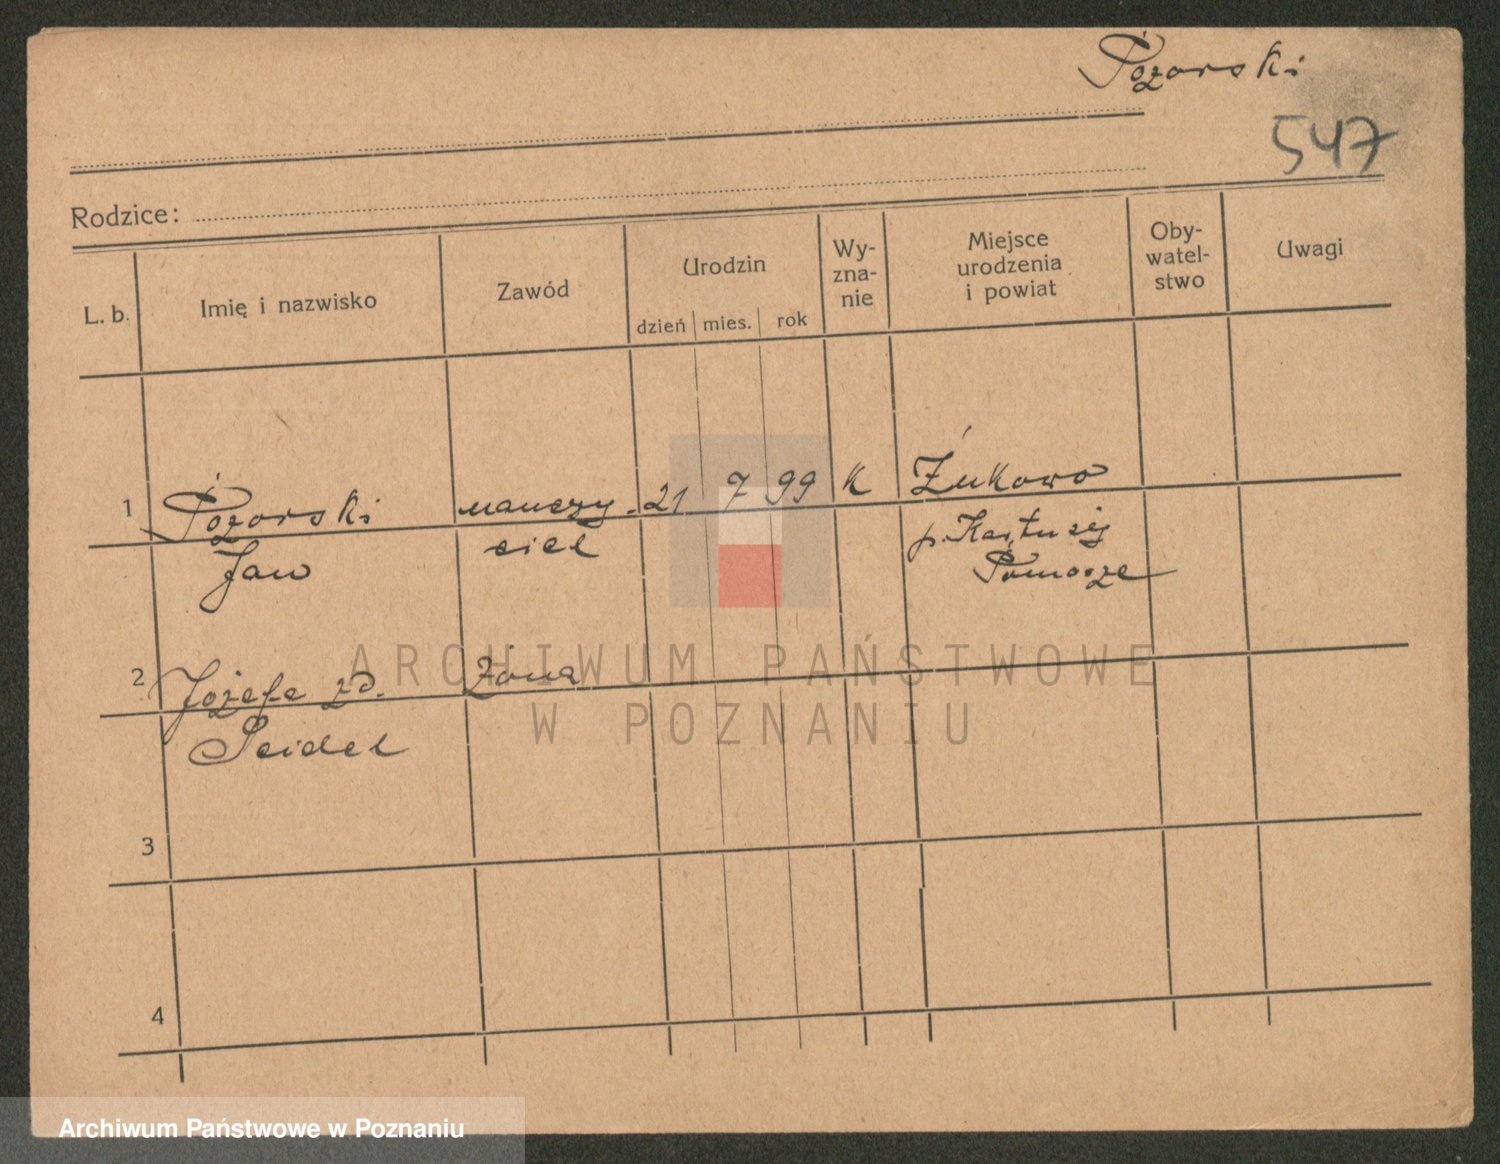 Pozorski
547
Rodzice:
L. b.
Imię i nazwisko
Zawód
Urodzin
dzień
mies.
rok
Wy-
zna-
nie
Miejsce
urodzenia
i powiat
Oby-
watel-
stwo
Uwagi
1 Pozorski nauczy- 21 7 99 K Żukowo
Jan ciel p. Kartuzy
Pomorze
2 Józefa zd. Żona
Seidel
3
4
ARCHIWUM PAŃSTWOWE
W POZNANIU
Archiwum Państwowe w Poznaniu